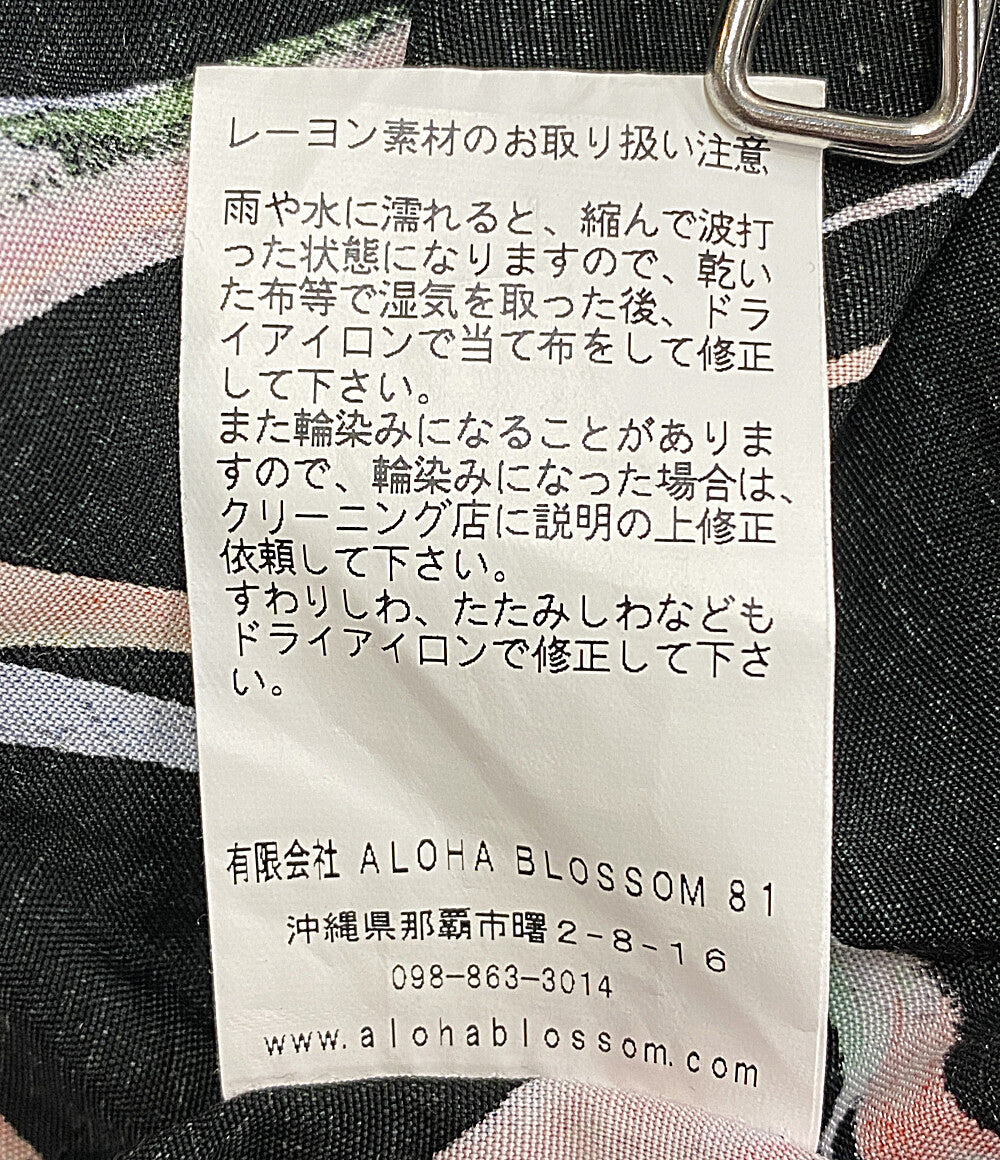 レーヨン素材のお取り扱い注意
雨や水に濡れると、縮んで波打
った状態になりますので、乾い
た布等で湿気を取った後、ドラ
イアイロンで当て布をして修正
して下さい。
また輪染みになることがありま
すので、輪染みになった場合は、
クリーニング店に説明の上修正
依頼して下さい。
すわりしわ、たたみしわなども
ドライアイロンで修正して下さ
い。
有限会社 ALOHA BLOSSOM 81
沖縄県那覇市曙2-8-16
098-863-3014
www.alohablossom.com